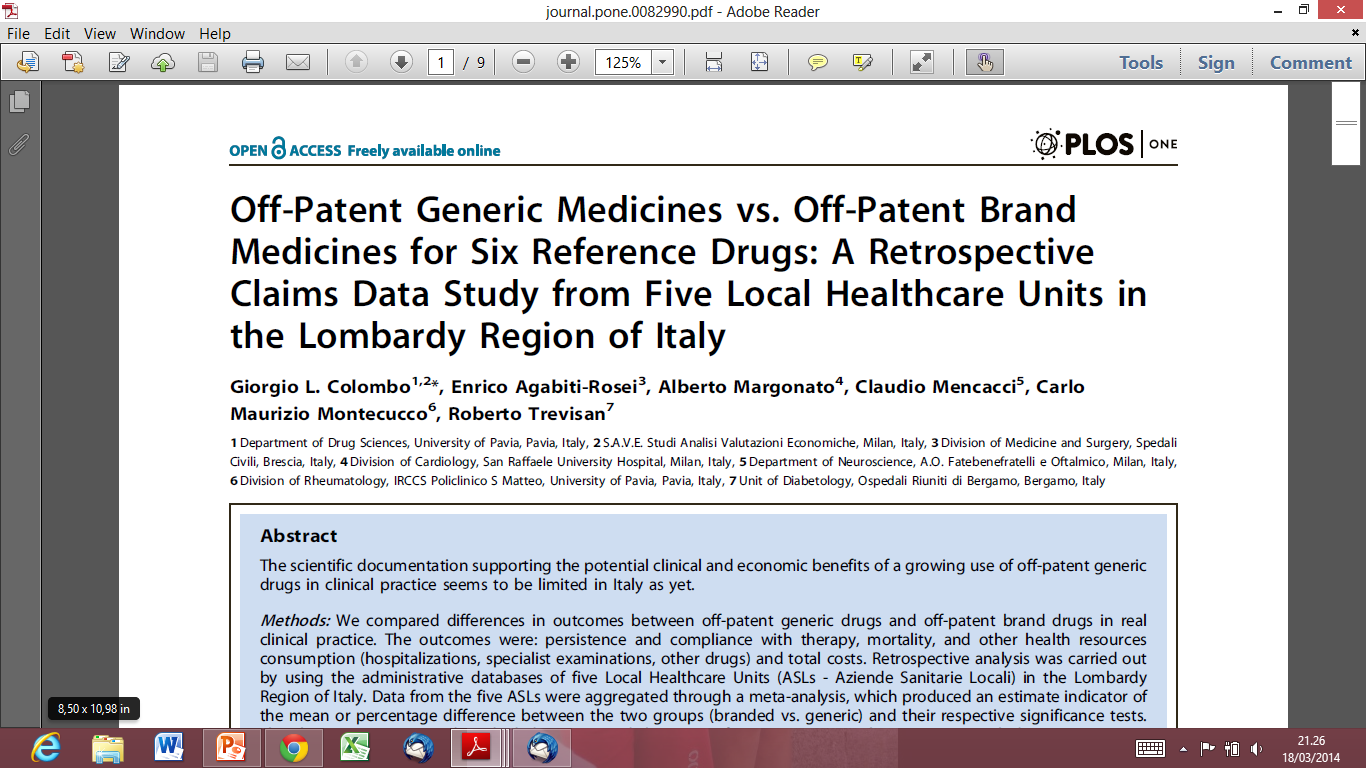 journal.pone.0082990.pdf - Adobe Reader
File Edit View Window Help
1 / 9 125% Tools Sign Comment
OPEN ACCESS Freely available online
PLOS ONE
Off-Patent Generic Medicines vs. Off-Patent Brand
Medicines for Six Reference Drugs: A Retrospective
Claims Data Study from Five Local Healthcare Units in
the Lombardy Region of Italy
Giorgio L. Colombo1,2*, Enrico Agabiti-Rosei3, Alberto Margonato4, Claudio Mencacci5, Carlo
Maurizio Montecucco6, Roberto Trevisan7
1 Department of Drug Sciences, University of Pavia, Pavia, Italy, 2 S.A.V.E. Studi Analisi Valutazioni Economiche, Milan, Italy, 3 Division of Medicine and Surgery, Spedali
Civili, Brescia, Italy, 4 Division of Cardiology, San Raffaele University Hospital, Milan, Italy, 5 Department of Neuroscience, A.O. Fatebenefratelli e Oftalmico, Milan, Italy,
6 Division of Rheumatology, IRCCS Policlinico S Matteo, University of Pavia, Pavia, Italy, 7 Unit of Diabetology, Ospedali Riuniti di Bergamo, Bergamo, Italy
Abstract
The scientific documentation supporting the potential clinical and economic benefits of a growing use of off-patent generic
drugs in clinical practice seems to be limited in Italy as yet.
Methods: We compared differences in outcomes between off-patent generic drugs and off-patent brand drugs in real
clinical practice. The outcomes were: persistence and compliance with therapy, mortality, and other health resources
consumption (hospitalizations, specialist examinations, other drugs) and total costs. Retrospective analysis was carried out
by using the administrative databases of five Local Healthcare Units (ASLs - Aziende Sanitarie Locali) in the Lombardy
Region of Italy. Data from the five ASLs were aggregated through a meta-analysis, which produced an estimate indicator of
the mean or percentage difference between the two groups (branded vs. generic) and their respective significance tests.
8,50 x 10,98 in
21.26
18/03/2014